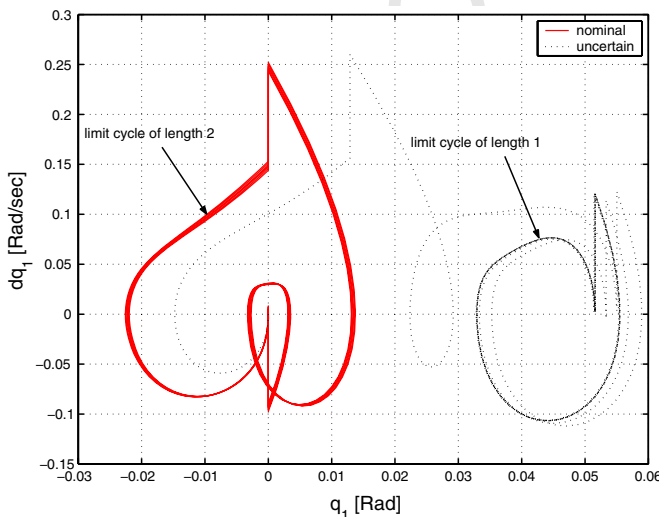 0.3
0.25
0.2
0.15
0.1
0.05
0
−0.05
−0.1
−0.15
dq1 [Rad/sec]
nominal
uncertain
limit cycle of length 2
limit cycle of length 1
−0.03 −0.02 −0.01 0 0.01 0.02 0.03 0.04 0.05 0.06
q1 [Rad]